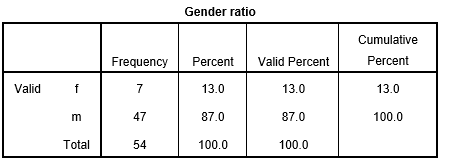 Gender ratio
Frequency Percent Valid Percent Cumulative Percent
Valid f 7 13.0 13.0 13.0
m 47 87.0 87.0 100.0
Total 54 100.0 100.0